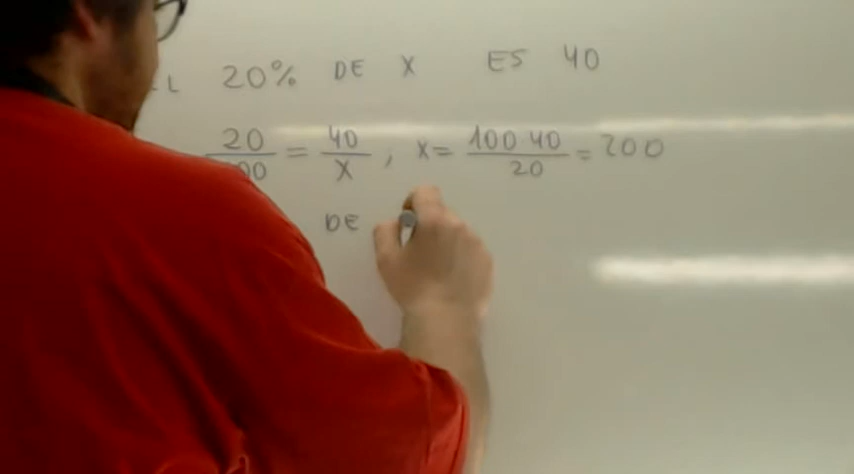 L 20% DE X ES 40
20/00 = 40/X , X = 100 40/20 = 200
DE